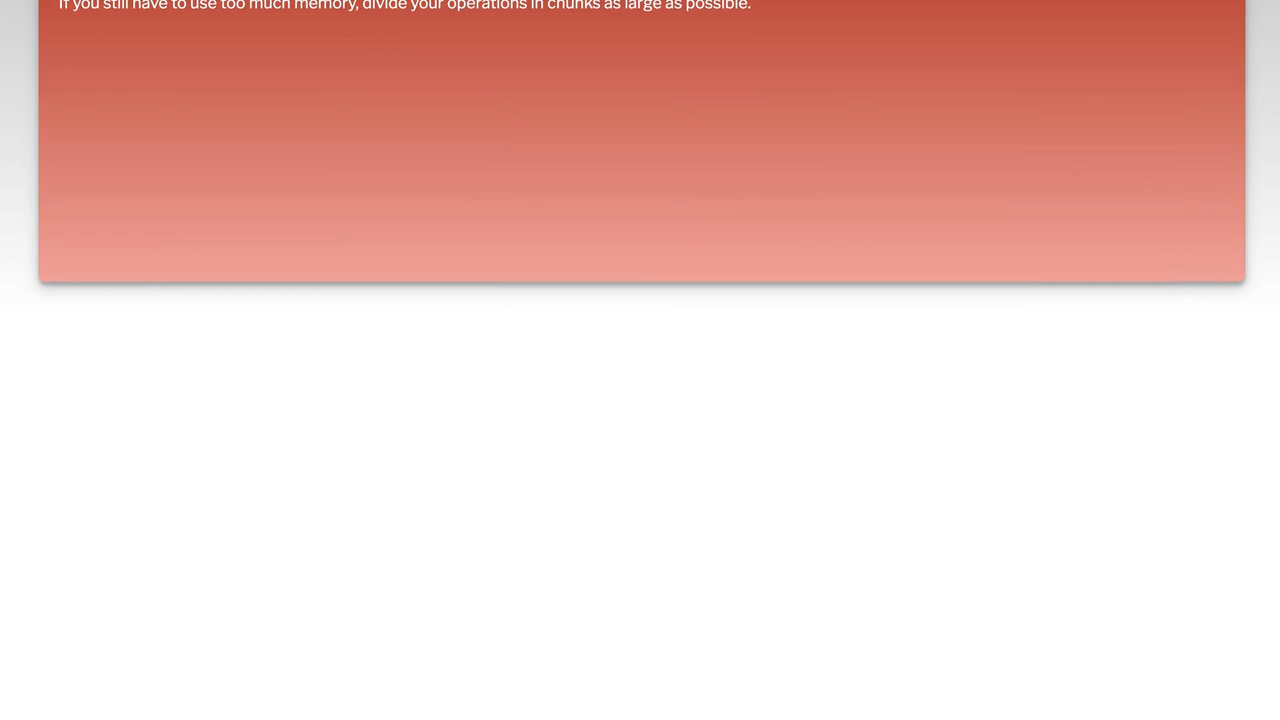 If you still have to use too much memory, divide your operations in chunks as large as possible.